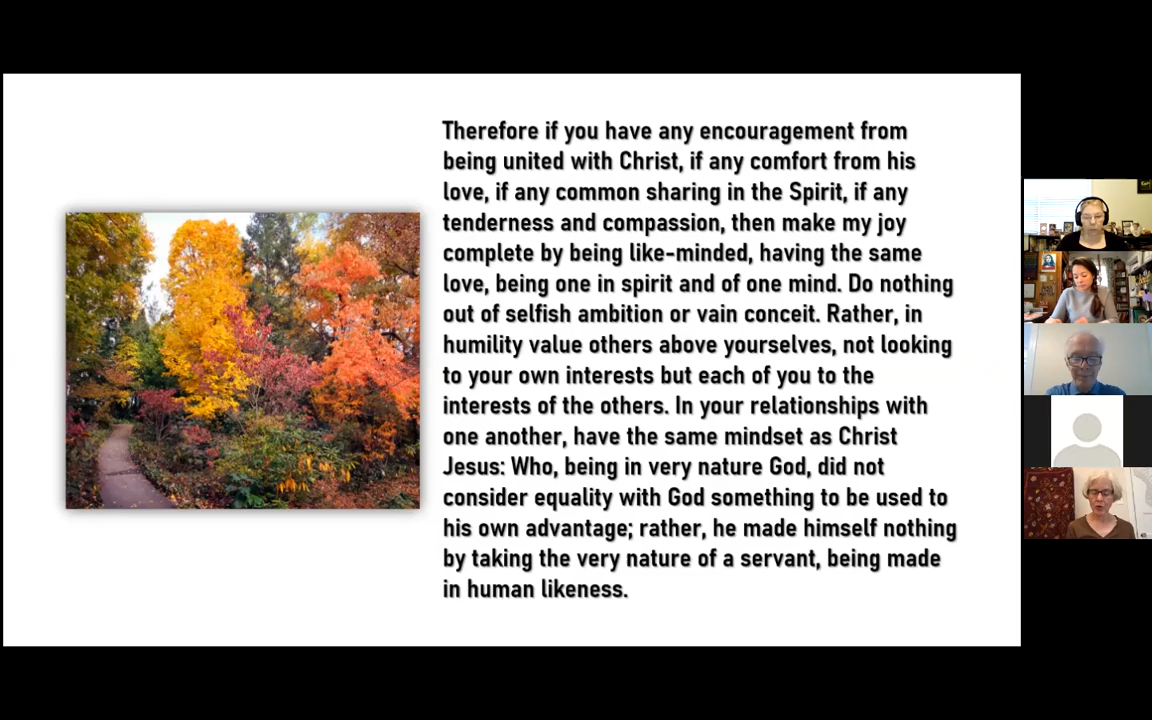 Therefore if you have any encouragement from
being united with Christ, if any comfort from his
love, if any common sharing in the Spirit, if any
tenderness and compassion, then make my joy
complete by being like-minded, having the same
love, being one in spirit and of one mind. Do nothing
out of selfish ambition or vain conceit. Rather, in
humility value others above yourselves, not looking
to your own interests but each of you to the
interests of the others. In your relationships with
one another, have the same mindset as Christ
Jesus: Who, being in very nature God, did not
consider equality with God something to be used to
his own advantage; rather, he made himself nothing
by taking the very nature of a servant, being made
in human likeness.